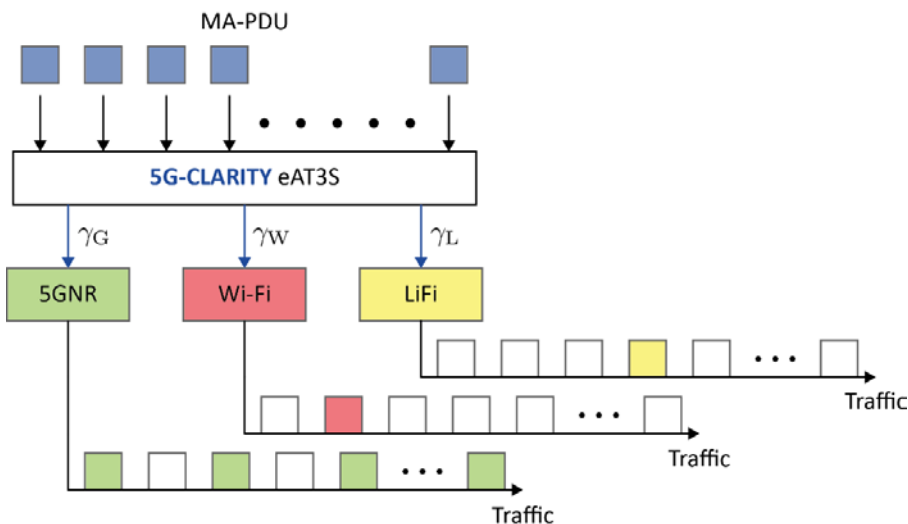 MA-PDU
5G-CLARITY eAT3S
γG
γW
γL
5GNR
Wi-Fi
LiFi
Traffic
Traffic
Traffic